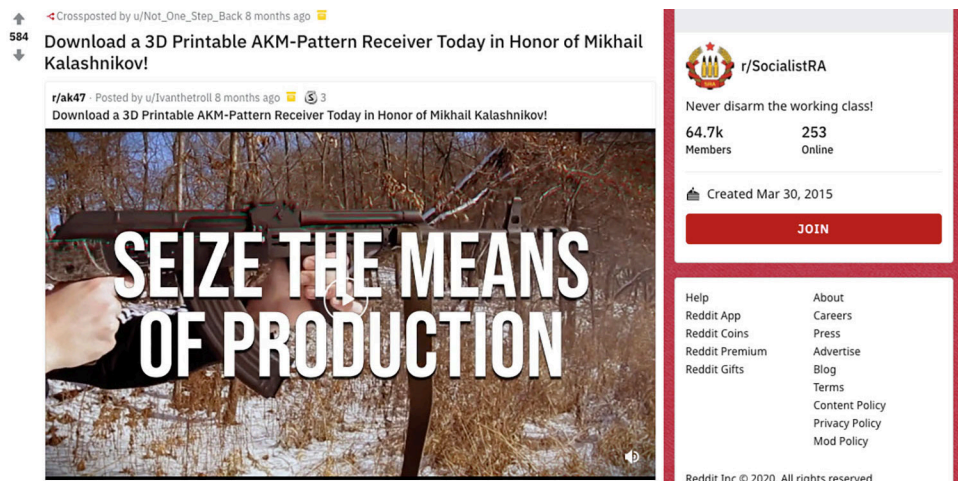 Crossposted by u/Not_One_Step_Back 8 months ago
584
Download a 3D Printable AKM-Pattern Receiver Today in Honor of Mikhail
Kalashnikov!
r/ak47 · Posted by u/Ivanthetroll 8 months ago 3
Download a 3D Printable AKM-Pattern Receiver Today in Honor of Mikhail Kalashnikov!
SEIZE THE MEANS
OF PRODUCTION
r/SocialistRA
Never disarm the working class!
64.7k 253
Members Online
Created Mar 30, 2015
JOIN
Help About
Reddit App Careers
Reddit Coins Press
Reddit Premium Advertise
Reddit Gifts Blog
Terms
Content Policy
Privacy Policy
Mod Policy
Reddit Inc © 2020. All rights reserved